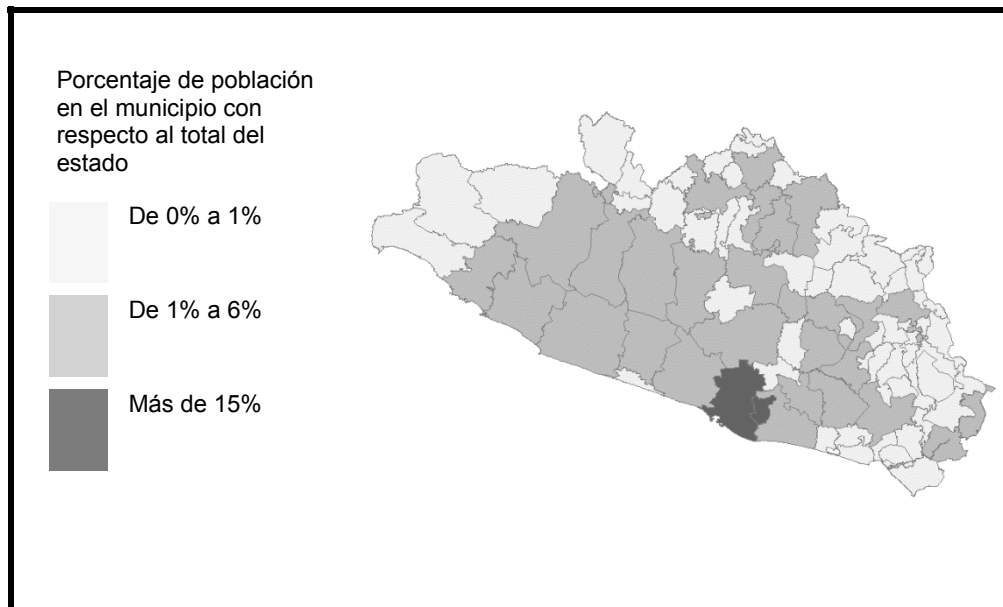 Porcentaje de población
en el municipio con
respecto al total del
estado
De 0% a 1%
De 1% a 6%
Más de 15%